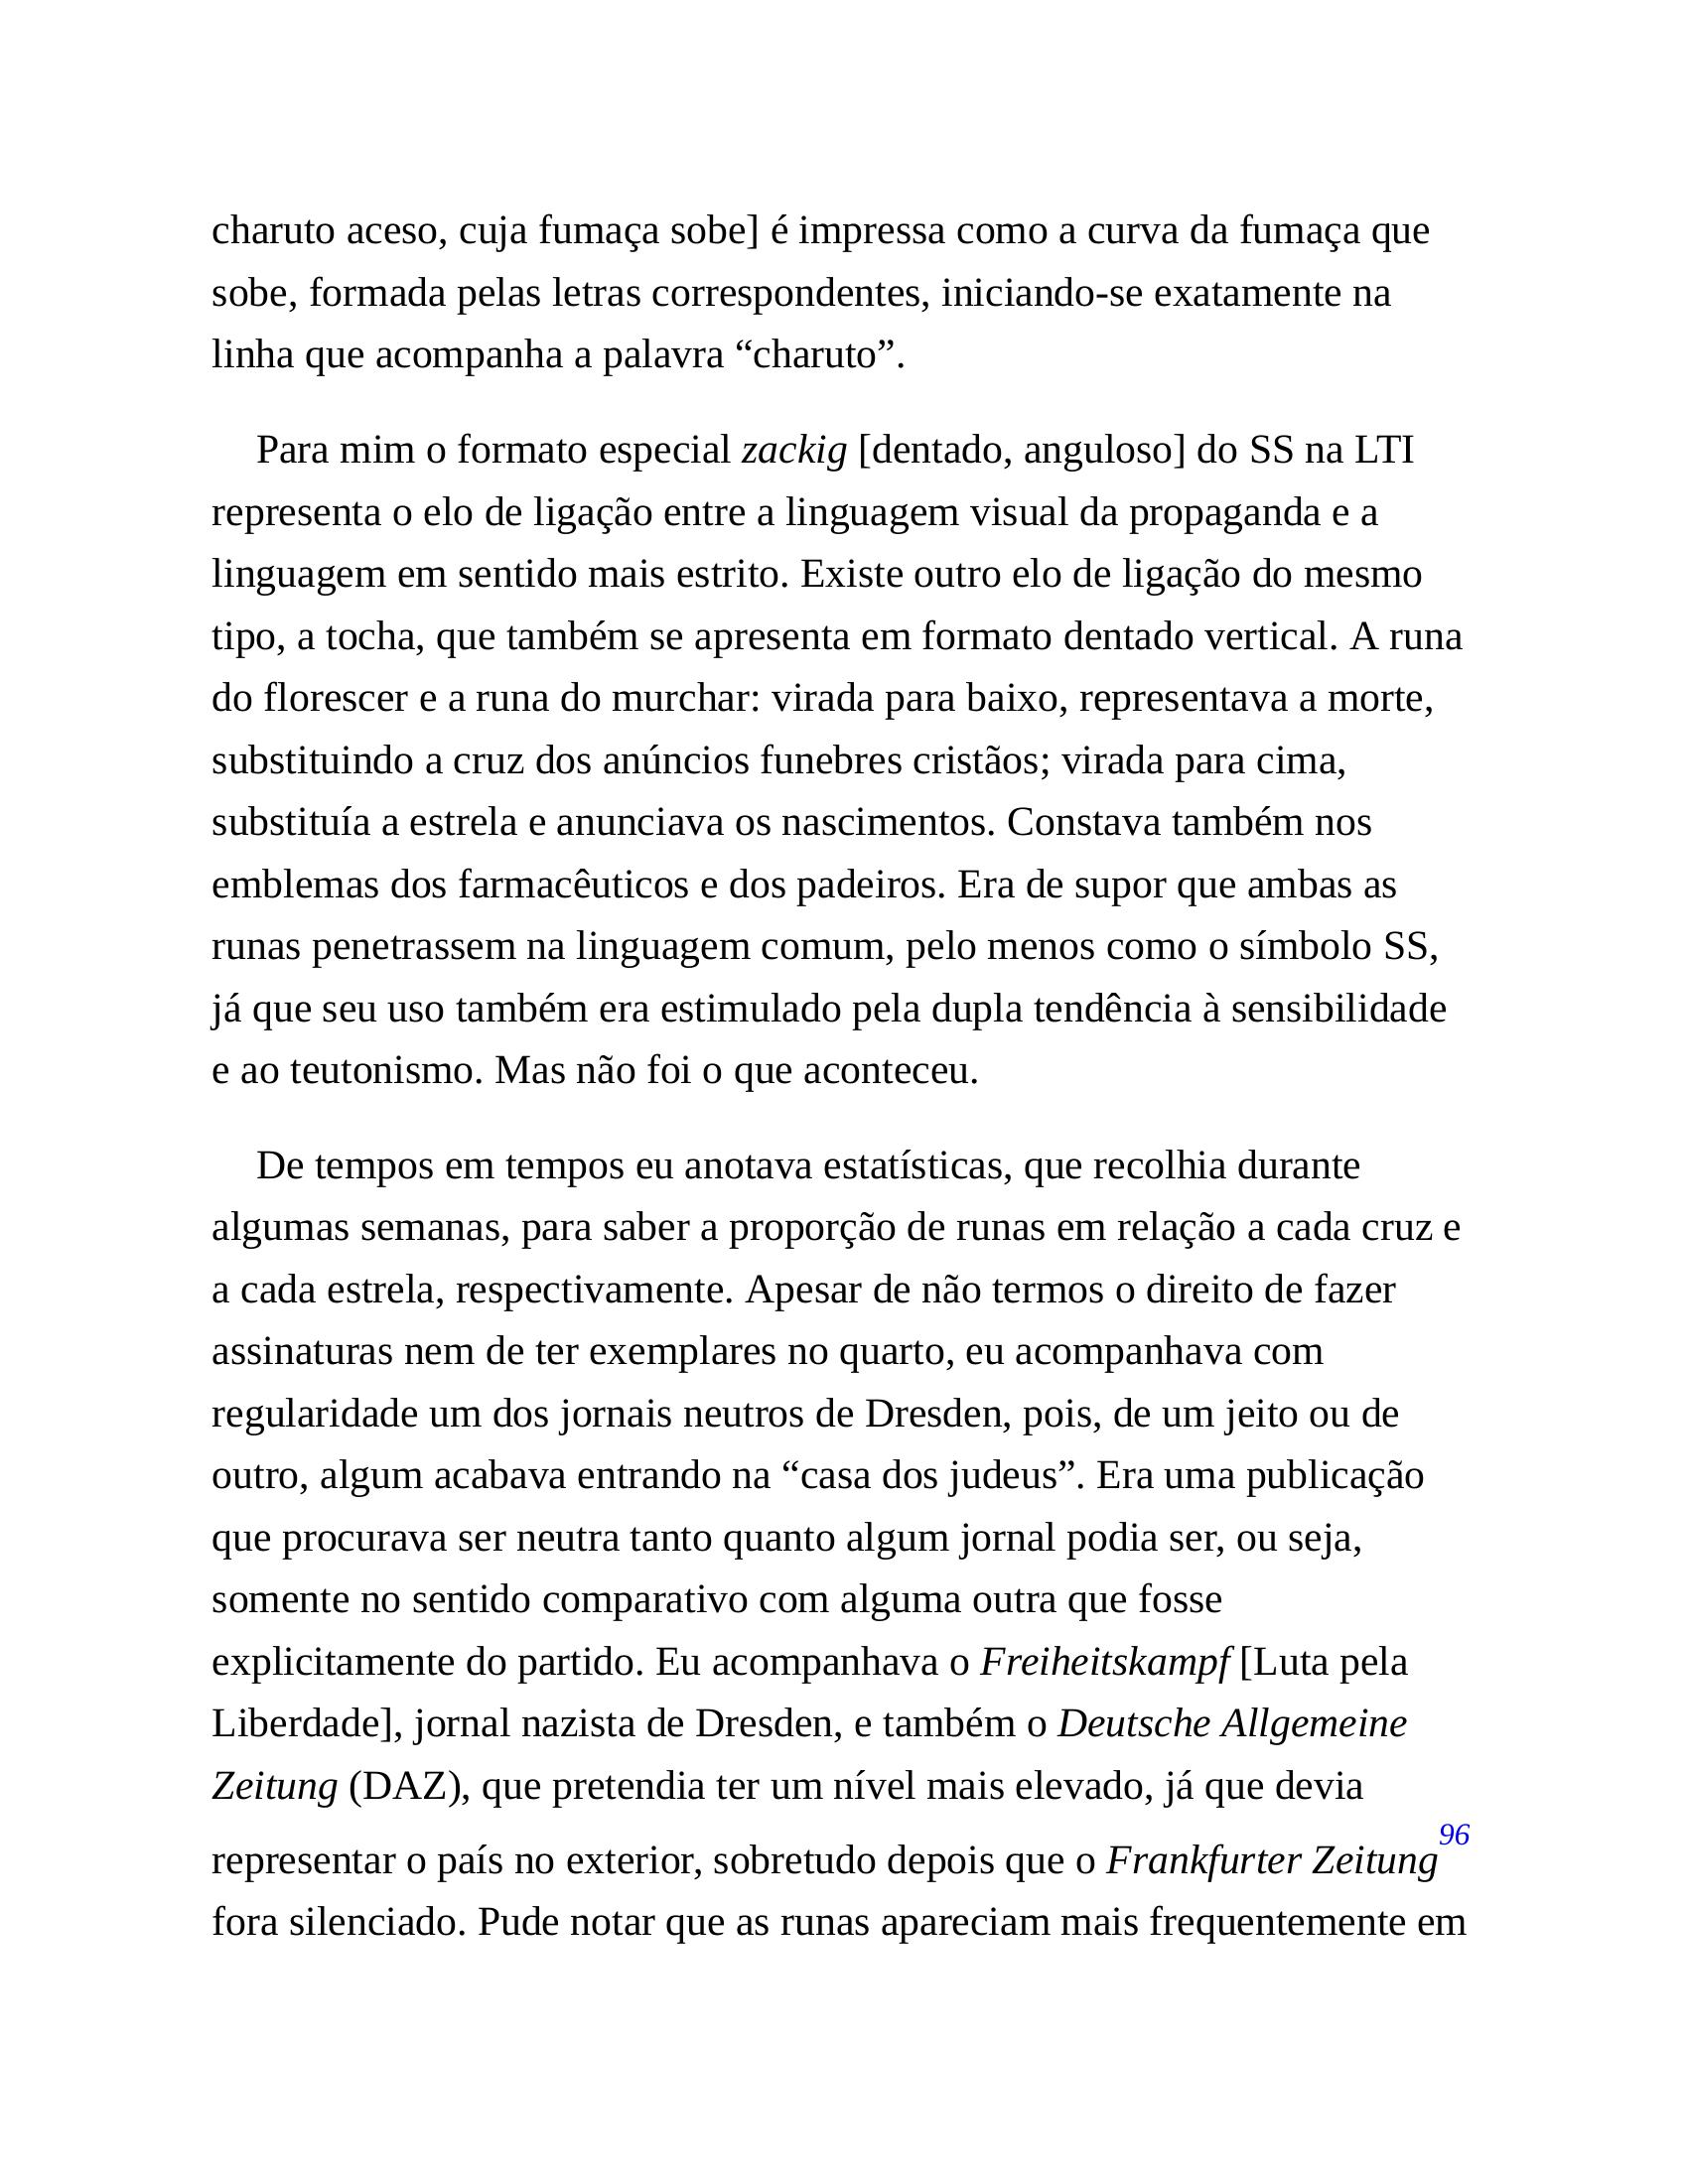 charuto aceso, cuja fumaça sobe] é impressa como a curva da fumaça que
sobe, formada pelas letras correspondentes, iniciando-se exatamente na
linha que acompanha a palavra “charuto”.
Para mim o formato especial zackig [dentado, anguloso] do SS na LTI
representa o elo de ligação entre a linguagem visual da propaganda e a
linguagem em sentido mais estrito. Existe outro elo de ligação do mesmo
tipo, a tocha, que também se apresenta em formato dentado vertical. A runa
do florescer e a runa do murchar: virada para baixo, representava a morte,
substituindo a cruz dos anúncios funebres cristãos; virada para cima,
substituía a estrela e anunciava os nascimentos. Constava também nos
emblemas dos farmacêuticos e dos padeiros. Era de supor que ambas as
runas penetrassem na linguagem comum, pelo menos como o símbolo SS,
já que seu uso também era estimulado pela dupla tendência à sensibilidade
e ao teutonismo. Mas não foi o que aconteceu.
De tempos em tempos eu anotava estatísticas, que recolhia durante
algumas semanas, para saber a proporção de runas em relação a cada cruz e
a cada estrela, respectivamente. Apesar de não termos o direito de fazer
assinaturas nem de ter exemplares no quarto, eu acompanhava com
regularidade um dos jornais neutros de Dresden, pois, de um jeito ou de
outro, algum acabava entrando na “casa dos judeus”. Era uma publicação
que procurava ser neutra tanto quanto algum jornal podia ser, ou seja,
somente no sentido comparativo com alguma outra que fosse
explicitamente do partido. Eu acompanhava o Freiheitskampf [Luta pela
Liberdade], jornal nazista de Dresden, e também o Deutsche Allgemeine
Zeitung (DAZ), que pretendia ter um nível mais elevado, já que devia
representar o país no exterior, sobretudo depois que o Frankfurter Zeitung96
fora silenciado. Pude notar que as runas apareciam mais frequentemente em